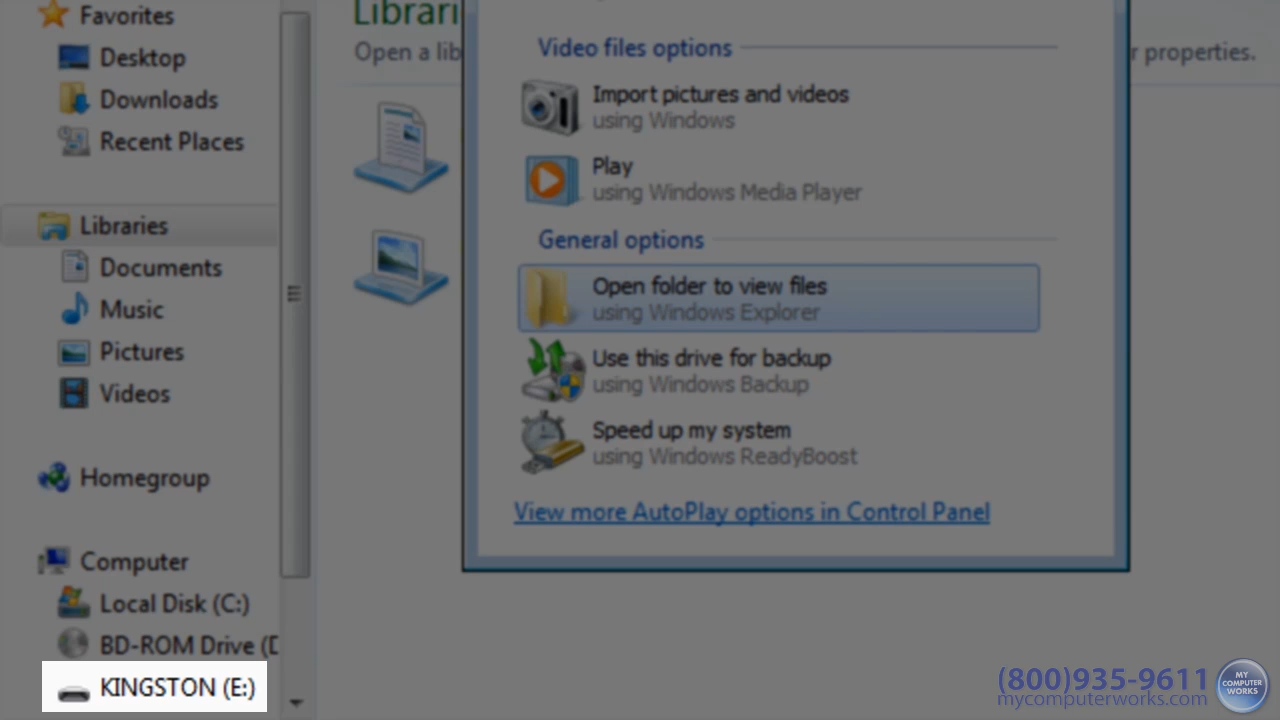 Favorites
Desktop
Downloads
Recent Places
Libraries
Documents
Music
Pictures
Videos
Homegroup
Computer
Local Disk (C:)
BD-ROM Drive (D
KINGSTON (E:)
Librari
Open a lib
r properties.
Video files options
Import pictures and videos
using Windows
Play
using Windows Media Player
General options
Open folder to view files
using Windows Explorer
Use this drive for backup
using Windows Backup
Speed up my system
using Windows ReadyBoost
View more AutoPlay options in Control Panel
(800)935-9611
mycomputerworks.com
MY
COMPUTER
WORKS